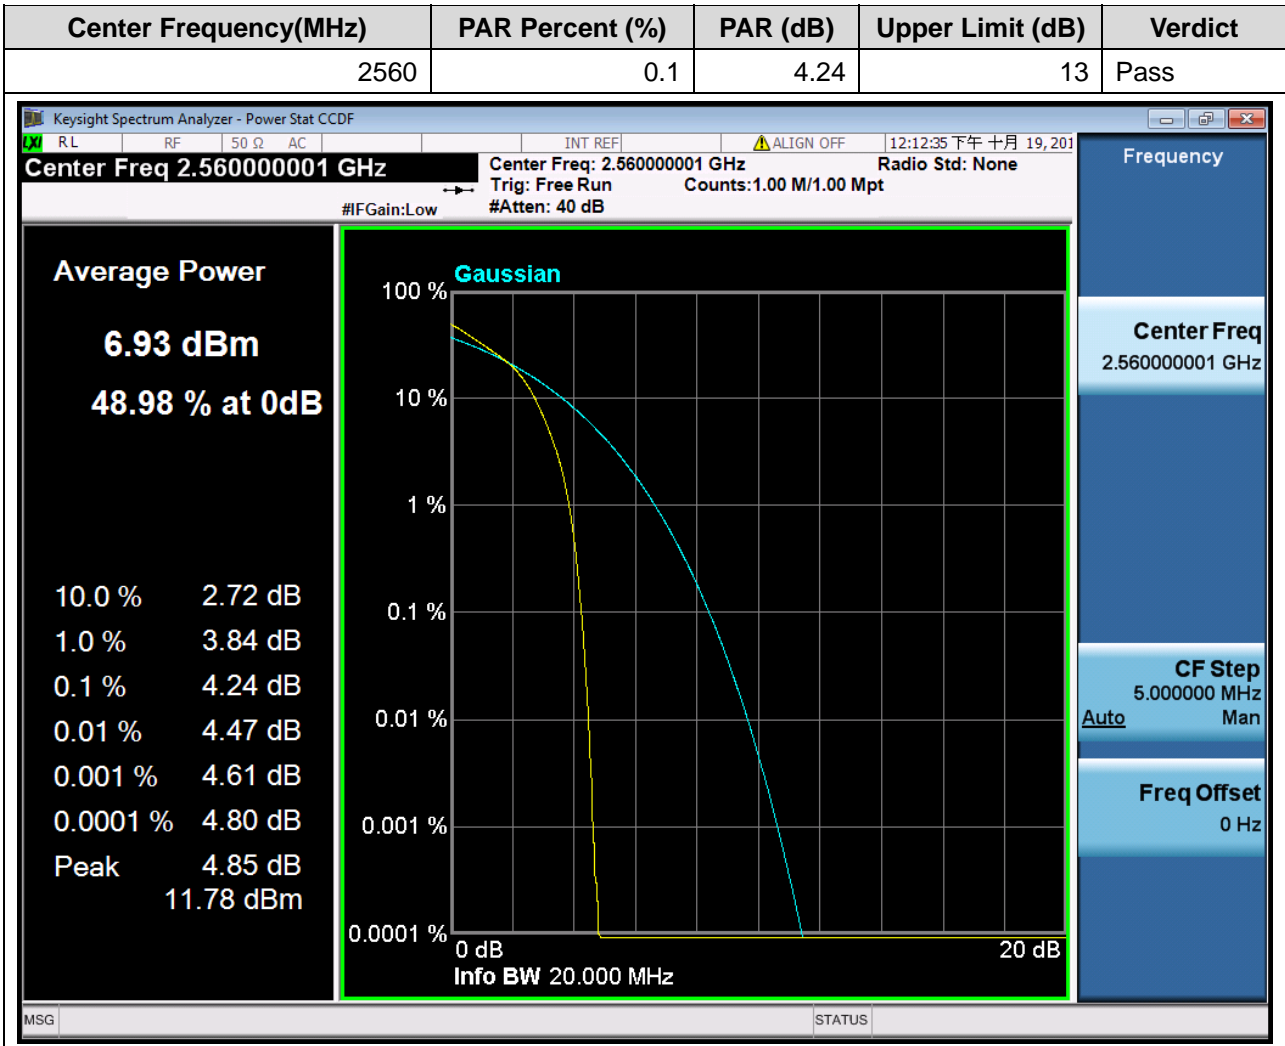 Center Frequency(MHz) PAR Percent (%) PAR (dB) Upper Limit (dB) Verdict
2560 0.1 4.24 13 Pass
Keysight Spectrum Analyzer - Power Stat CCDF
LXI RL RF 50 Ω AC INT REF ALIGN OFF 12:12:35 下午 十月 19, 201
Center Freq 2.560000001 GHz
Center Freq: 2.560000001 GHz Radio Std: None
Trig: Free Run Counts:1.00 M/1.00 Mpt
#IFGain:Low #Atten: 40 dB
Average Power
6.93 dBm
48.98 % at 0dB
10.0 % 2.72 dB
1.0 % 3.84 dB
0.1 % 4.24 dB
0.01 % 4.47 dB
0.001 % 4.61 dB
0.0001 % 4.80 dB
Peak 4.85 dB
11.78 dBm
Gaussian
100 %
10 %
1 %
0.1 %
0.01 %
0.001 %
0.0001 %
0 dB 20 dB
Info BW 20.000 MHz
Frequency
Center Freq
2.560000001 GHz
CF Step
5.000000 MHz
Auto Man
Freq Offset
0 Hz
MSG STATUS